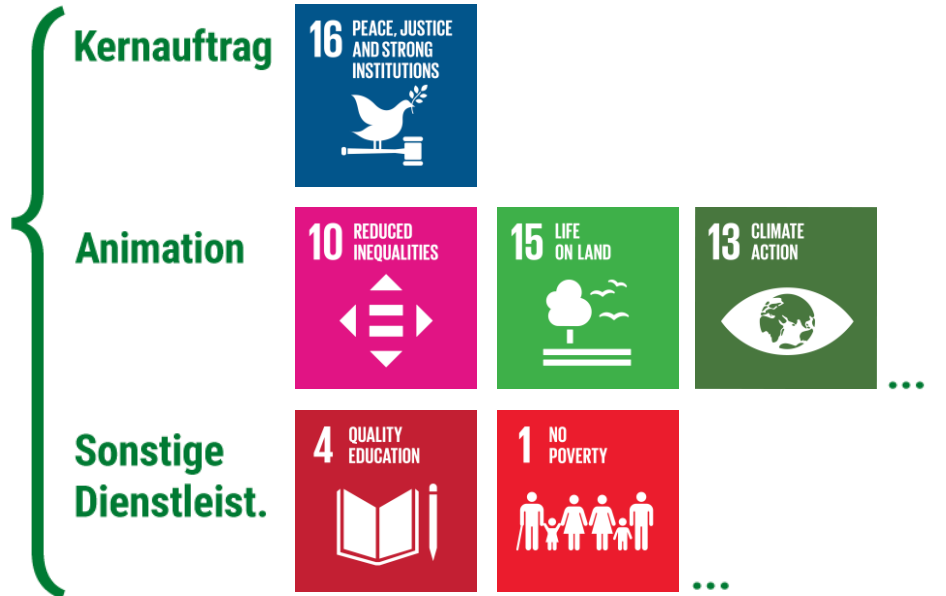 Kernauftrag
16 PEACE, JUSTICE
AND STRONG
INSTITUTIONS
Animation
10 REDUCED
INEQUALITIES
15 LIFE
ON LAND
13 CLIMATE
ACTION
...
Sonstige
Dienstleist.
4 QUALITY
EDUCATION
1 NO
POVERTY
...